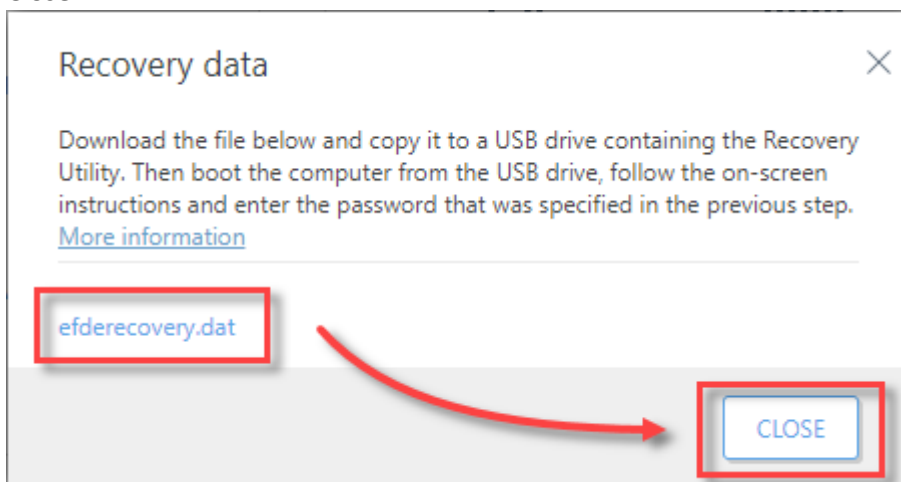 Recovery data
Download the file below and copy it to a USB drive containing the Recovery
Utility. Then boot the computer from the USB drive, follow the on-screen
instructions and enter the password that was specified in the previous step.
More information
efderecovery.dat
CLOSE